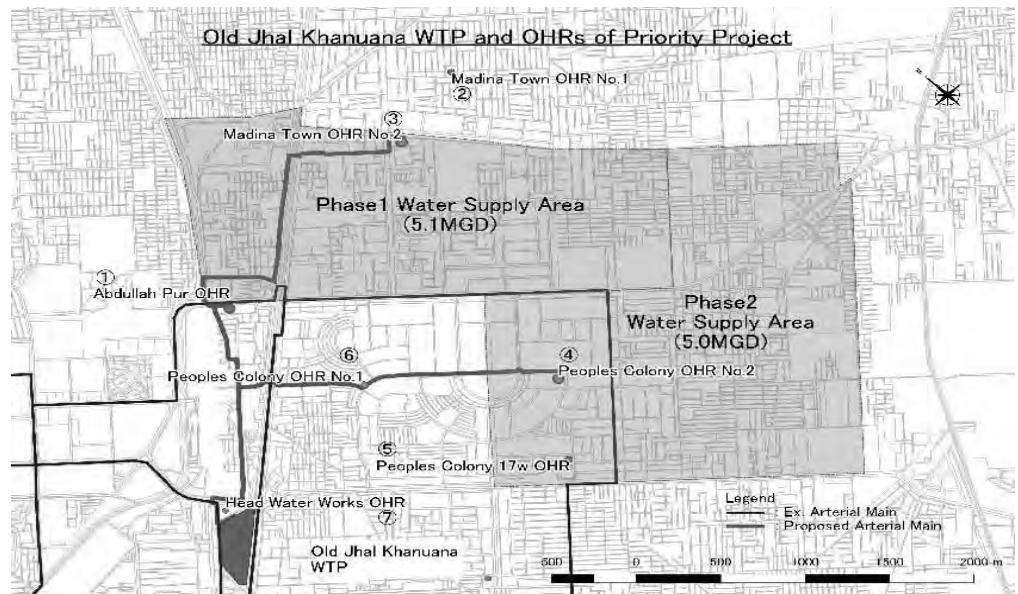 Old Jhal Khanuana WTP and OHRs of Priority Project
Madina Town OHR No.1
②
③
Madina Town OHR No.2
Phase1 Water Supply Area
(5.1MGD)
①
Abdullah Pur OHR
Phase2
Water Supply Area
(5.0MGD)
⑥
④
Peoples Colony OHR No.1
Peoples Colony OHR No.2
⑤
Peoples Colony 17w OHR
Head Water Works OHR
⑦
Legend
: Ex. Arterial Main
: Proposed Arterial Main
Old Jhal Khanuana
WTP
500 0 500 1000 1500 2000 m